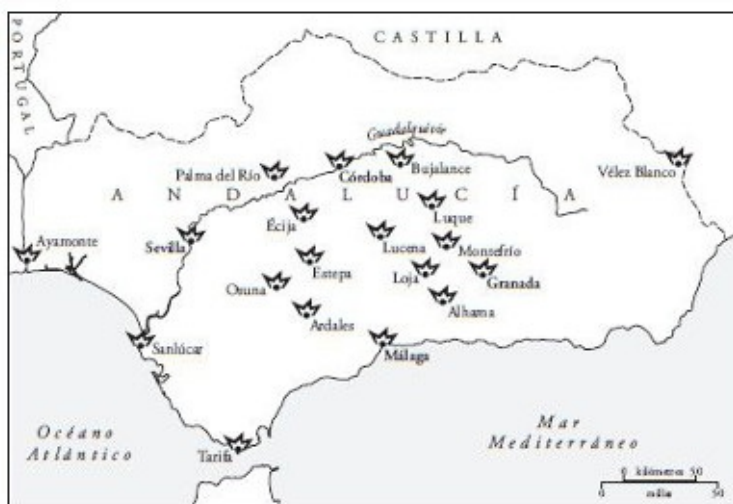 CASTILLA
PORTUGAL
Guadalquivir
Palma del Río
Córdoba
Bujalance
Vélez Blanco
ANDALUCÍA
Écija
Luque
Ayamonte
Sevilla
Lucena
Montefrío
Estepa
Loja
Granada
Osuna
Alhama
Ardales
Sanlúcar
Málaga
Océano
Atlántico
Mar
Mediterráneo
Tarifa
0 kilómetros 50
0 millas 50